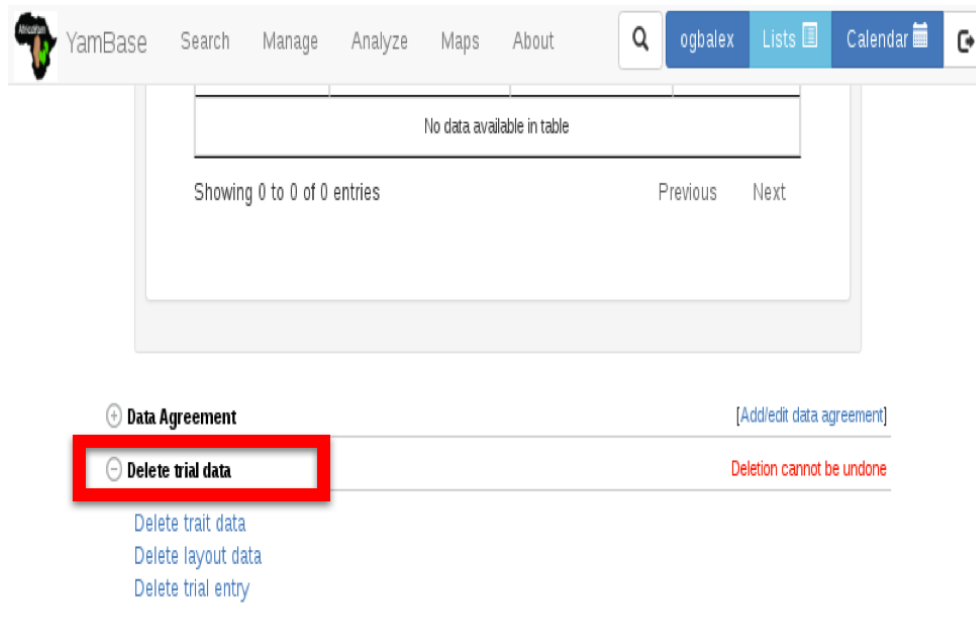 AfricaYam
YamBase Search Manage Analyze Maps About ogbalex Lists Calendar
No data available in table
Showing 0 to 0 of 0 entries Previous Next
Data Agreement [Add/edit data agreement]
Delete trial data Deletion cannot be undone
Delete trait data
Delete layout data
Delete trial entry